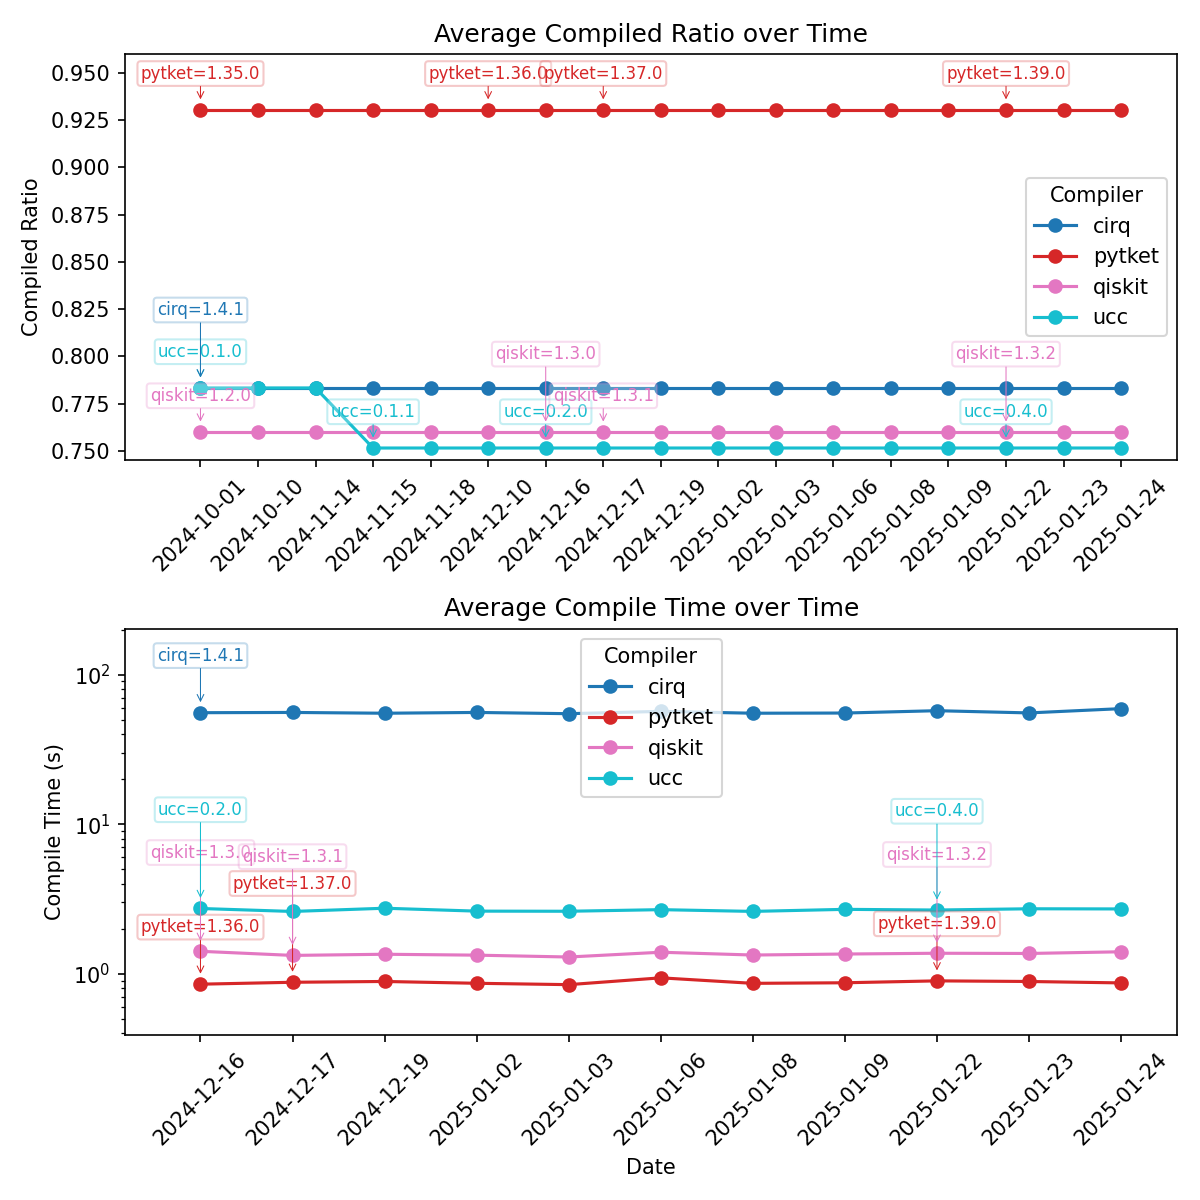 Average Compiled Ratio over Time
Compiled Ratio
0.950
0.925
0.900
0.875
0.850
0.825
0.800
0.775
0.750
pytket=1.35.0
pytket=1.36.0
pytket=1.37.0
pytket=1.39.0
cirq=1.4.1
ucc=0.1.0
qiskit=1.2.0
ucc=0.1.1
qiskit=1.3.0
ucc=0.2.0
qiskit=1.3.1
qiskit=1.3.2
ucc=0.4.0
Compiler
cirq
pytket
qiskit
ucc
2024-10-01
2024-10-10
2024-11-14
2024-11-15
2024-11-18
2024-12-10
2024-12-16
2024-12-17
2024-12-19
2025-01-02
2025-01-03
2025-01-06
2025-01-08
2025-01-09
2025-01-22
2025-01-23
2025-01-24
Average Compile Time over Time
Compile Time (s)
10²
10¹
10⁰
cirq=1.4.1
ucc=0.2.0
qiskit=1.3.0
qiskit=1.3.1
pytket=1.37.0
pytket=1.36.0
ucc=0.4.0
qiskit=1.3.2
pytket=1.39.0
Compiler
cirq
pytket
qiskit
ucc
2024-12-16
2024-12-17
2024-12-19
2025-01-02
2025-01-03
2025-01-06
2025-01-08
2025-01-09
2025-01-22
2025-01-23
2025-01-24
Date